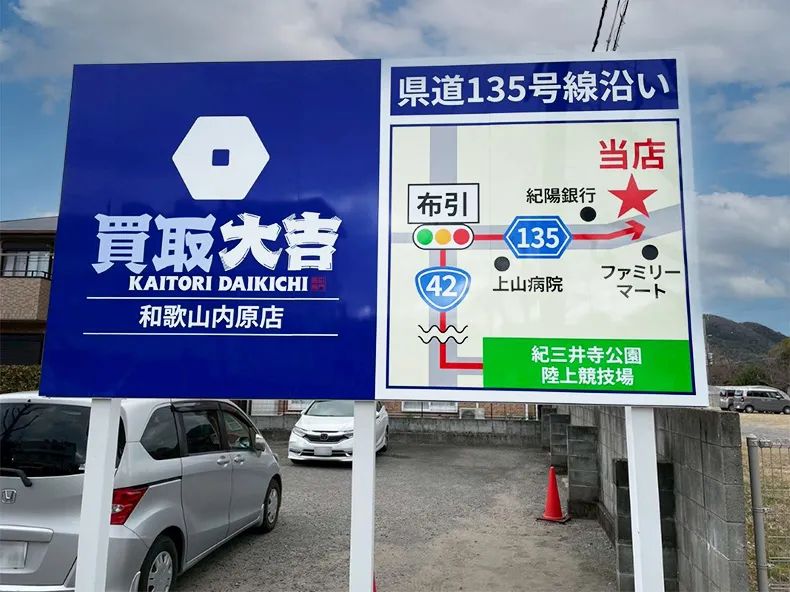 買取大吉
KAITORI DAIKICHI
和歌山内原店
県道135号線沿い
当店
紀陽銀行
布引
135
42
上山病院
ファミリー
マート
紀三井寺公園
陸上競技場